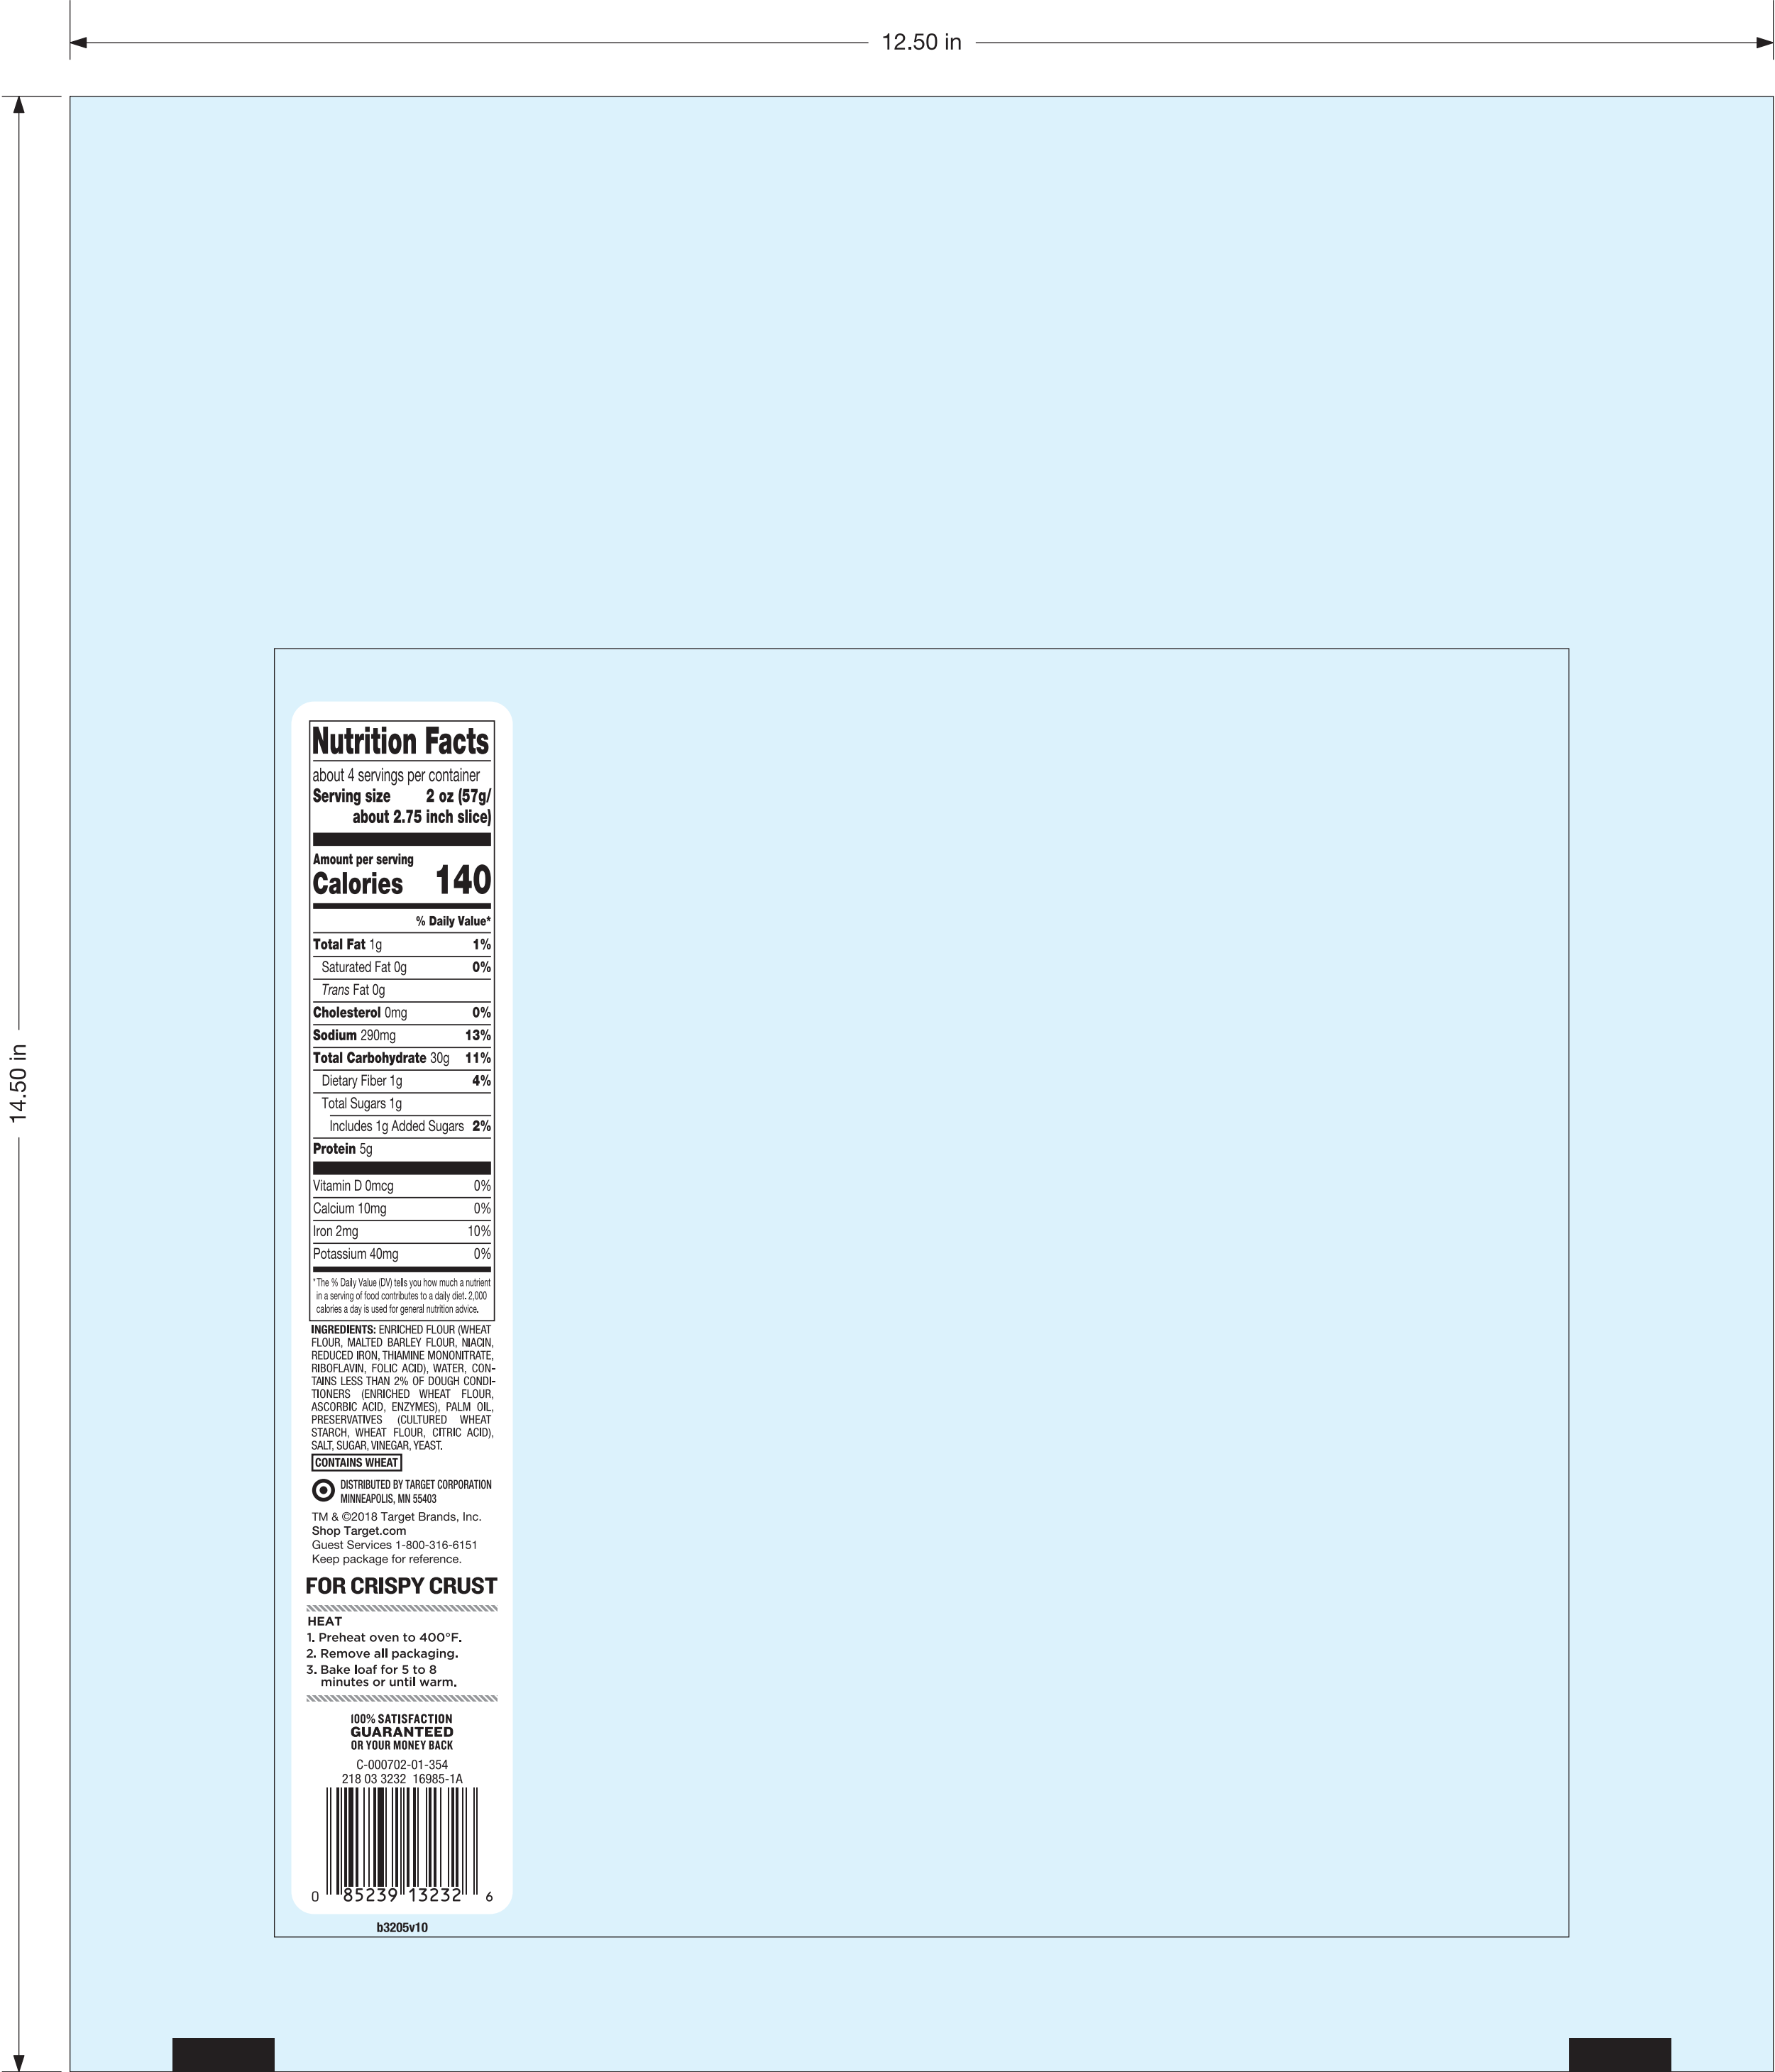 12.50 in
14.50 in
Nutrition Facts
about 4 servings per container
Serving size 2 oz (57g/
about 2.75 inch slice)
Amount per serving
Calories 140
% Daily Value*
Total Fat 1g 1%
Saturated Fat 0g 0%
Trans Fat 0g
Cholesterol 0mg 0%
Sodium 290mg 13%
Total Carbohydrate 30g 11%
Dietary Fiber 1g 4%
Total Sugars 1g
Includes 1g Added Sugars 2%
Protein 5g
Vitamin D 0mcg 0%
Calcium 10mg 0%
Iron 2mg 10%
Potassium 40mg 0%
*The % Daily Value (DV) tells you how much a nutrient
in a serving of food contributes to a daily diet. 2,000
calories a day is used for general nutrition advice.
INGREDIENTS: ENRICHED FLOUR (WHEAT
FLOUR, MALTED BARLEY FLOUR, NIACIN,
REDUCED IRON, THIAMINE MONONITRATE,
RIBOFLAVIN, FOLIC ACID), WATER, CON-
TAINS LESS THAN 2% OF DOUGH CONDI-
TIONERS (ENRICHED WHEAT FLOUR,
ASCORBIC ACID, ENZYMES), PALM OIL,
PRESERVATIVES (CULTURED WHEAT
STARCH, WHEAT FLOUR, CITRIC ACID),
SALT, SUGAR, VINEGAR, YEAST.
CONTAINS WHEAT
DISTRIBUTED BY TARGET CORPORATION
MINNEAPOLIS, MN 55403
TM & ©2018 Target Brands, Inc.
Shop Target.com
Guest Services 1-800-316-6151
Keep package for reference.
FOR CRISPY CRUST
HEAT
1. Preheat oven to 400°F.
2. Remove all packaging.
3. Bake loaf for 5 to 8
minutes or until warm.
100% SATISFACTION
GUARANTEED
OR YOUR MONEY BACK
C-000702-01-354
218 03 3232 16985-1A
0 85239 13232 6
b3205v10